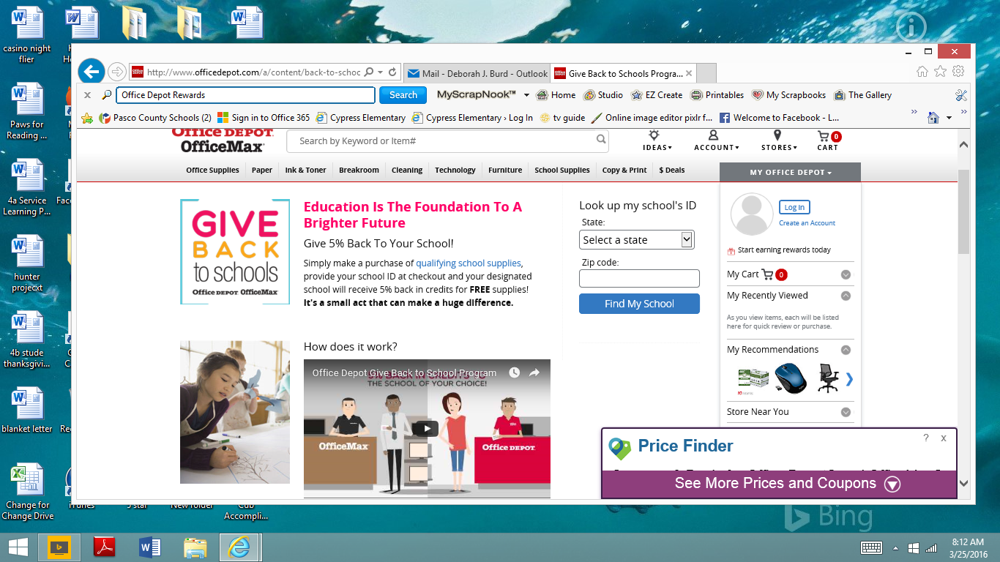 casino night
flier
Paws for
Reading ...
4a Service
Learning P...
hunter
projecxt
4b stude
thanksgivi...
blanket letter
Change for
Change Drive
iTunes
5 star
New folder
Cub
Accompli...
http://www.officedepot.com/a/content/back-to-schoc
Mail - Deborah J. Burd - Outlook
Give Back to Schools Progra...
Office Depot Rewards
Search
MyScrapNook™
Home
Studio
EZ Create
Printables
My Scrapbooks
The Gallery
Pasco County Schools (2)
Sign in to Office 365
Cypress Elementary
Cypress Elementary › Log In
tv guide
Online image editor pixlr f...
Welcome to Facebook - L...
Office DEPOT
OfficeMax
Search by Keyword or Item#
IDEAS
ACCOUNT
STORES
0
CART
Office Supplies
Paper
Ink & Toner
Breakroom
Cleaning
Technology
Furniture
School Supplies
Copy & Print
$ Deals
MY OFFICE DEPOT
GIVE
BACK
to schools
Office DEPOT OfficeMax
Education Is The Foundation To A
Brighter Future
Give 5% Back To Your School!
Simply make a purchase of qualifying school supplies,
provide your school ID at checkout and your designated
school will receive 5% back in credits for FREE supplies!
It's a small act that can make a huge difference.
How does it work?
Office Depot Give Back to School Program
5% BACK IN CREDITS TO
THE SCHOOL OF YOUR CHOICE!
OfficeMax
Office DEPOT
Look up my school's ID
State:
Select a state
Zip code:
Find My School
Log In
Create an Account
Start earning rewards today
My Cart 0
My Recently Viewed
As you view items, each will be listed
here for quick review or purchase.
My Recommendations
Store Near You
Price Finder
? x
See More Prices and Coupons
Bing
8:12 AM
3/25/2016